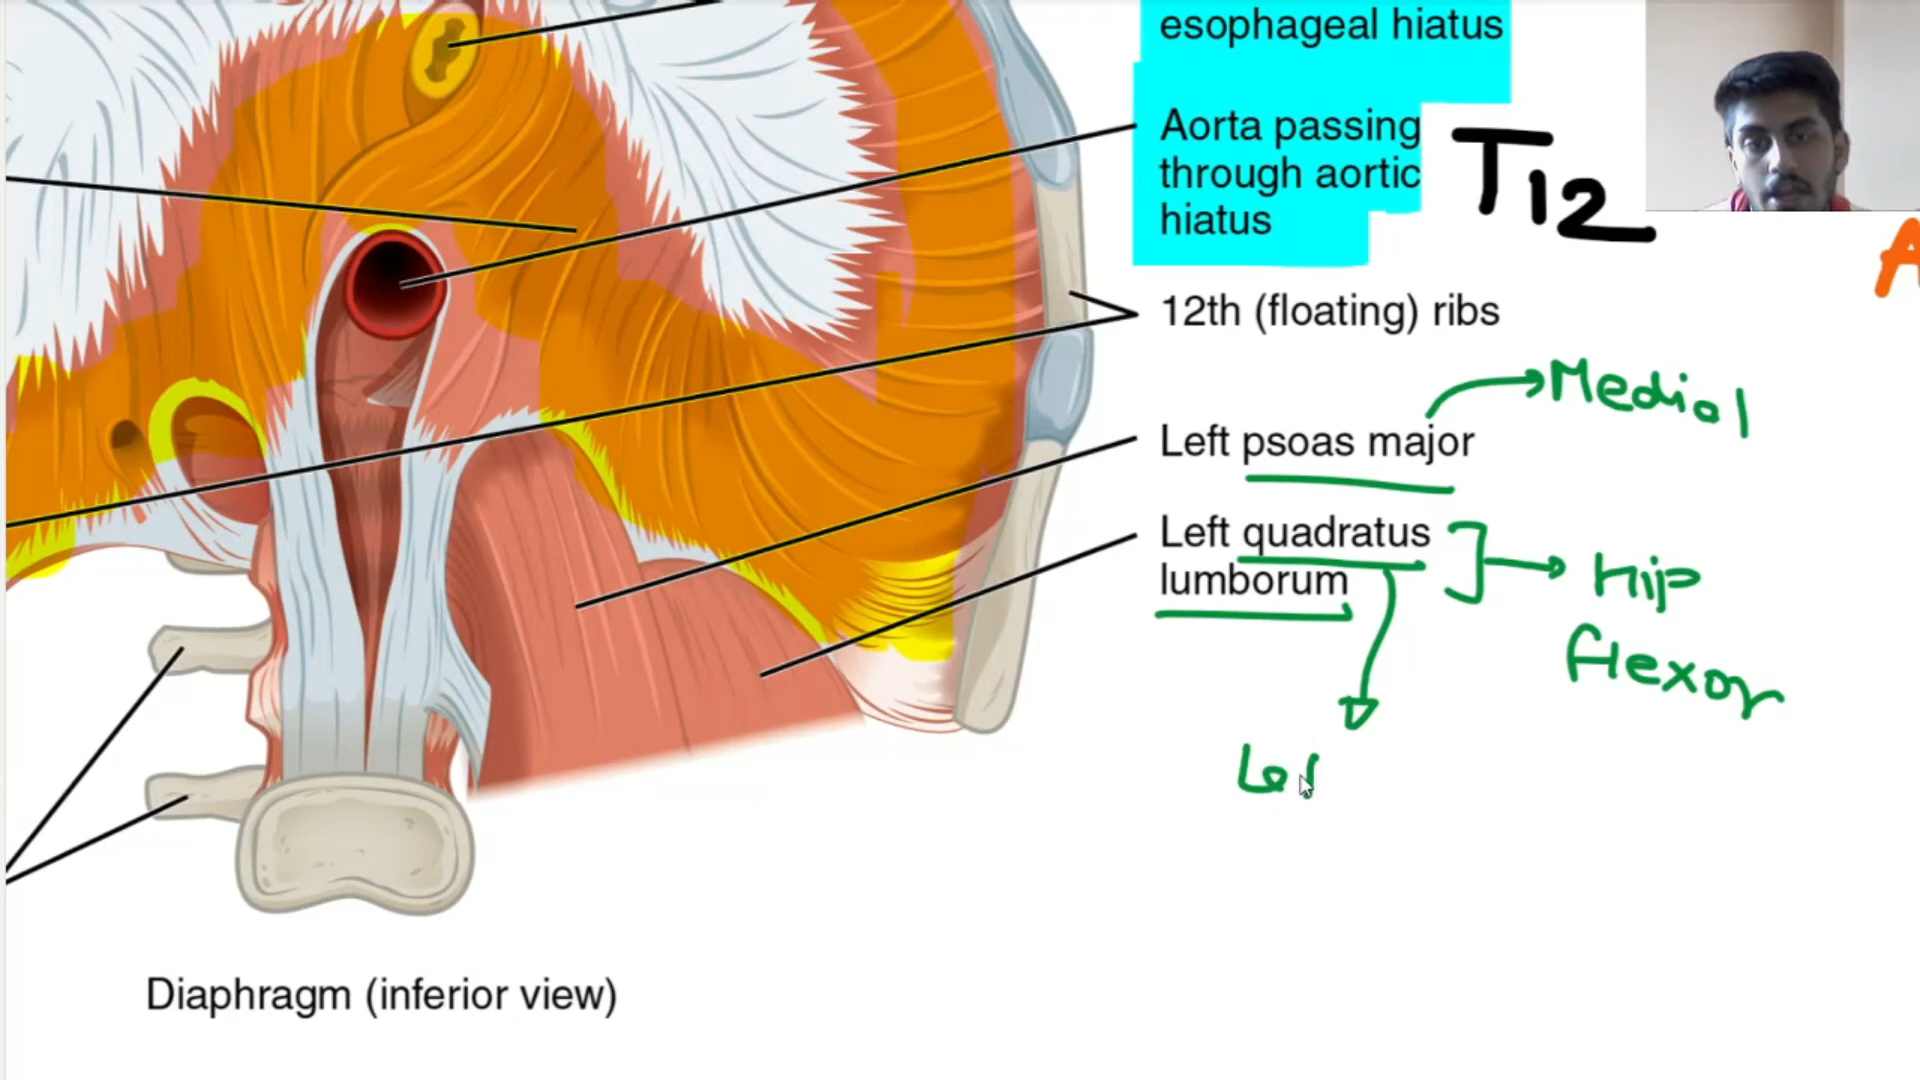 esophageal hiatus
Aorta passing
through aortic
hiatus
T12
12th (floating) ribs
Medial
Left psoas major
Left quadratus
lumborum
Hip
flexor
Diaphragm (inferior view)